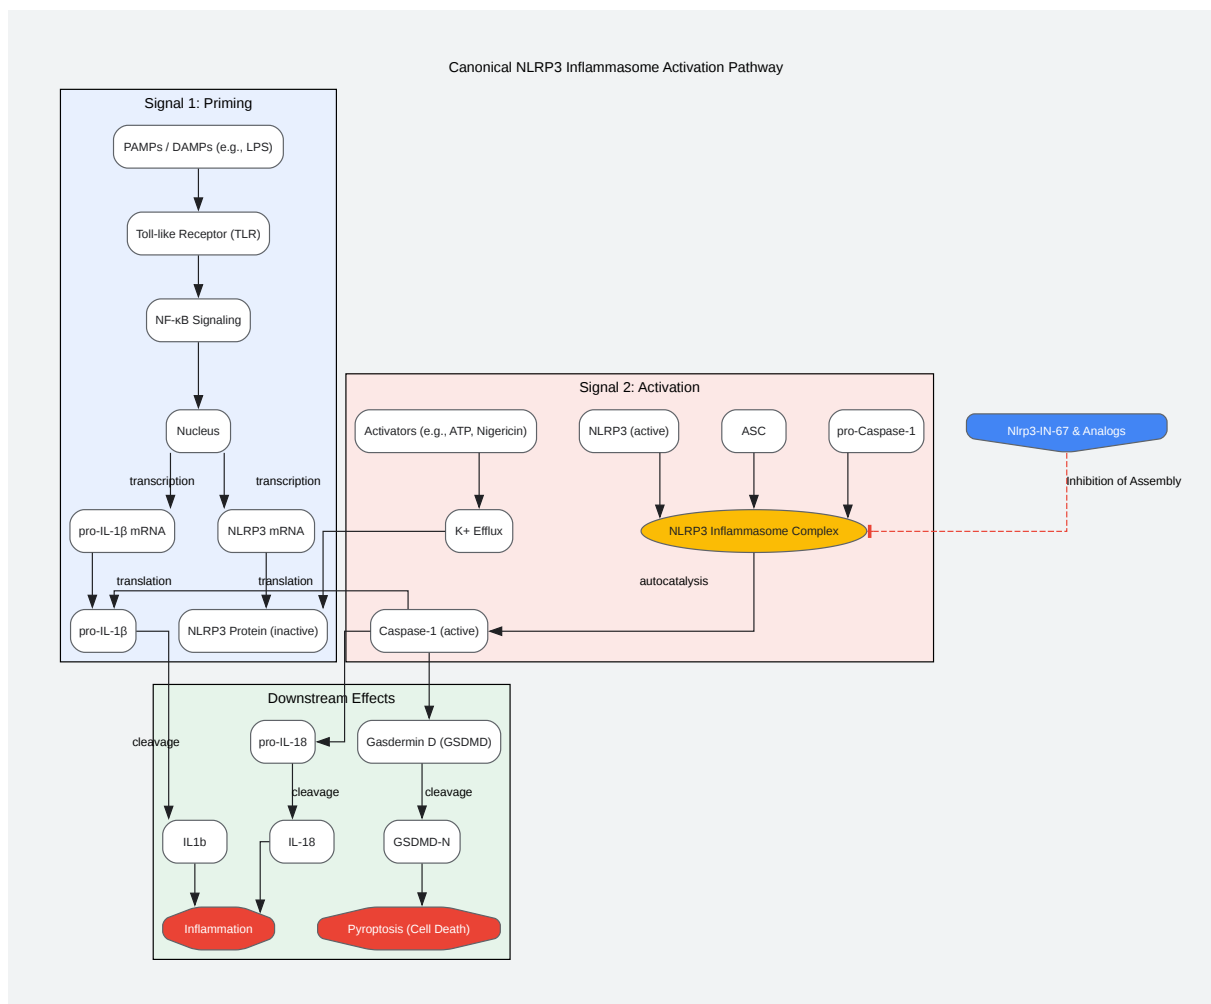 Canonical NLRP3 Inflammasome Activation Pathway
Signal 1: Priming
PAMPs / DAMPs (e.g., LPS)
Toll-like Receptor (TLR)
NF-κB Signaling
Nucleus
transcription
transcription
pro-IL-1β mRNA
NLRP3 mRNA
translation
translation
pro-IL-1β
NLRP3 Protein (inactive)
Signal 2: Activation
Activators (e.g., ATP, Nigericin)
NLRP3 (active)
ASC
pro-Caspase-1
K+ Efflux
NLRP3 Inflammasome Complex
autocatalysis
Caspase-1 (active)
Nlrp3-IN-67 & Analogs
Inhibition of Assembly
Downstream Effects
cleavage
pro-IL-18
Gasdermin D (GSDMD)
cleavage
cleavage
IL1b
IL-18
GSDMD-N
Inflammation
Pyroptosis (Cell Death)